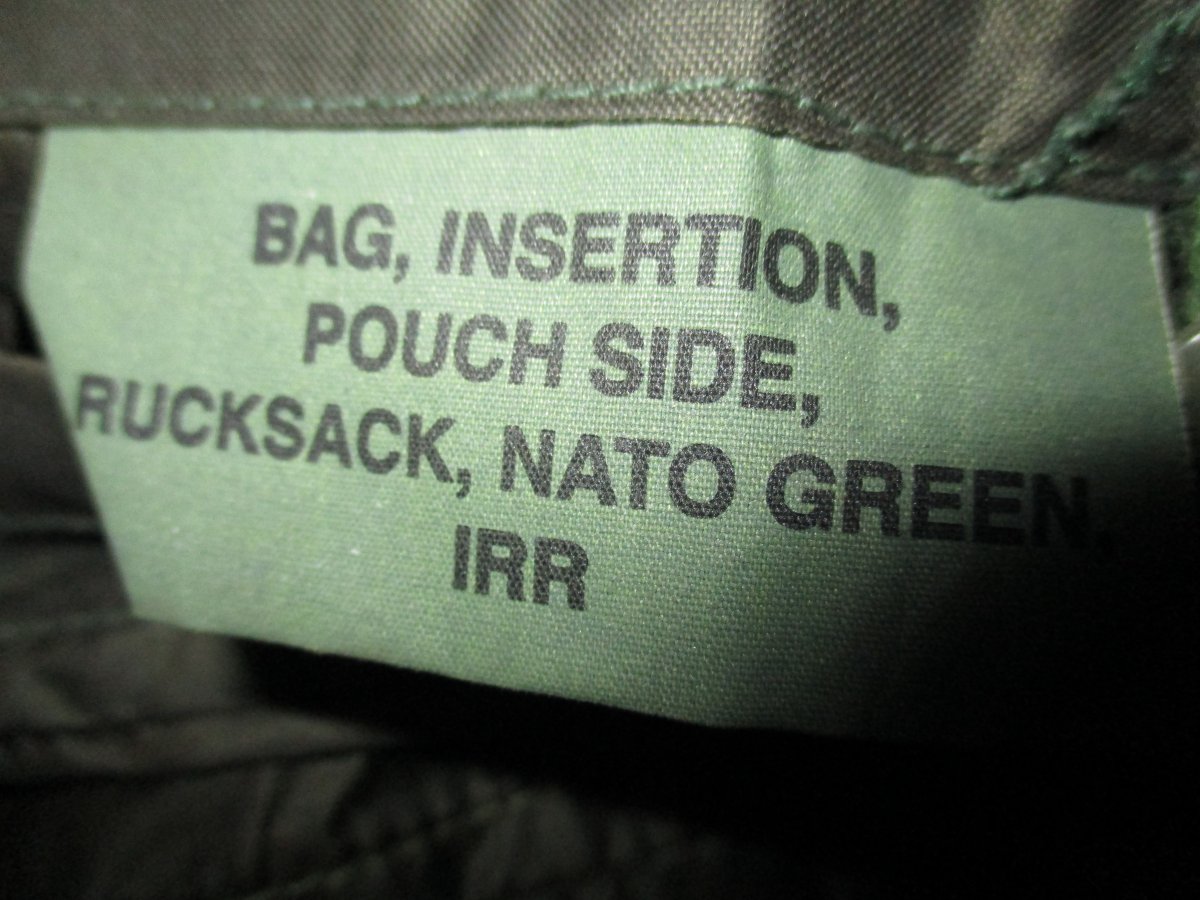 BAG, INSERTION,
POUCH SIDE,
RUCKSACK, NATO GREEN,
IRR